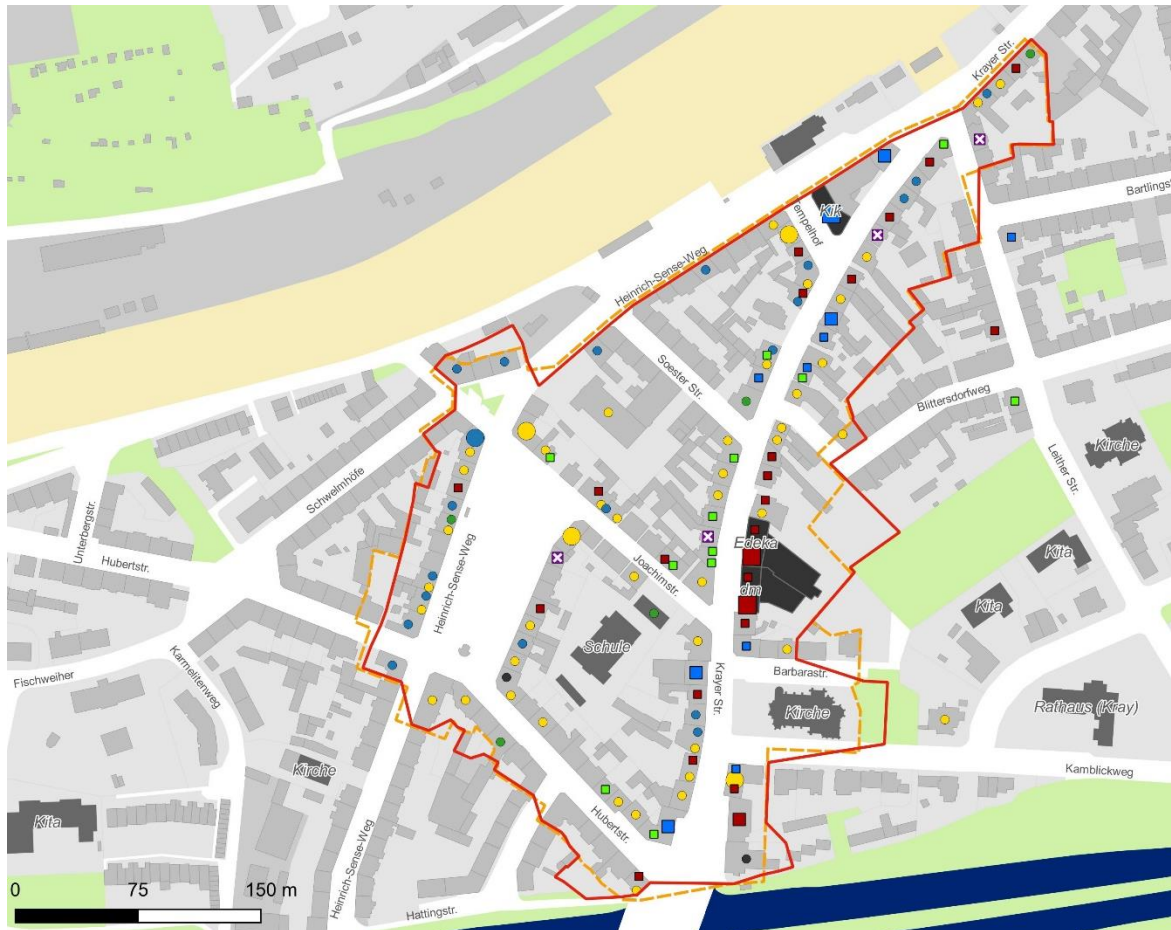 Krayer Str.
Bartlingst
Kik
empelhof
Heinrich-Sense-Weg
Soester Str.
Blittersdorfweg
Kirche
Leither Str.
Schwelmhöfe
Unterbergstr.
Hubertstr.
Edeka
Kita
dm
Joachimstr.
Heinrich-Sense-Weg
Kita
Schule
Karmelitenweg
Fischweiher
Krayer Str.
Barbarastr.
Kirche
Rathaus (Kray)
Kirche
Kamblickweg
Kita
Hubertstr.
Heinrich-Sense-Weg
0 75 150 m
Hattingstr.